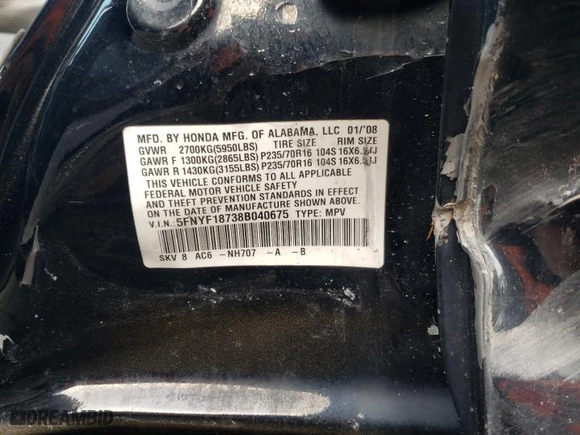 MFD. BY HONDA MFG. OF ALABAMA, LLC 01/'08
GVWR 2700KG(5950LBS) TIRE SIZE RIM SIZE
GAWR F 1300KG(2865LBS) P235/70R16 104S 16X6.5JJ
GAWR R 1430KG(3155LBS) P235/70R16 104S 16X6.5JJ
THIS VEHICLE CONFORMS TO ALL APPLICABLE
FEDERAL MOTOR VEHICLE SAFETY
STANDARDS AND THEFT PREVENTION IN EFFECT
ON THE DATE OF MANUFACTURE SHOWN ABOVE.
V.I.N. 5FNYF18738B040675 TYPE: MPV
SKV 8 AC6 -NH707 -A -B
DREAMBID